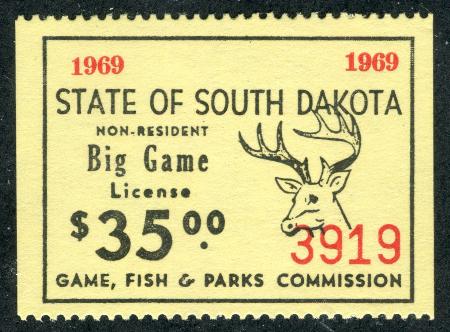 1969 1969
STATE OF SOUTH DAKOTA
NON-RESIDENT
Big Game
License
$35.00
3919
GAME, FISH & PARKS COMMISSION